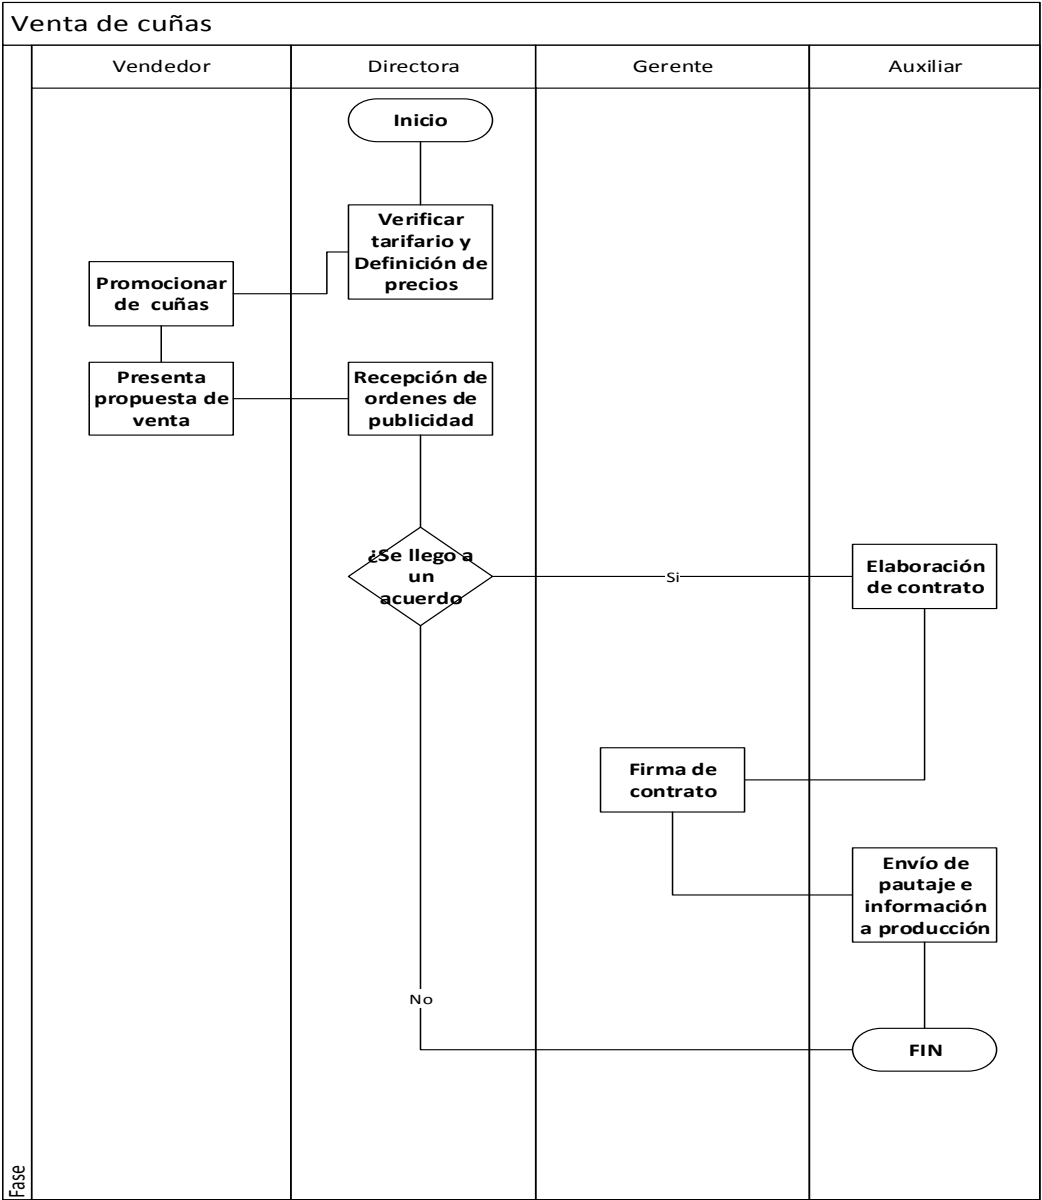 Venta de cuñas
Vendedor
Directora
Gerente
Auxiliar
Inicio
Verificar
tarifario y
Definición de
precios
Promocionar
de cuñas
Presenta
propuesta de
venta
Recepción de
ordenes de
publicidad
¿Se llego a
un
acuerdo
Si
Elaboración
de contrato
Firma de
contrato
Envío de
pautaje e
información
a producción
No
FIN
Fase